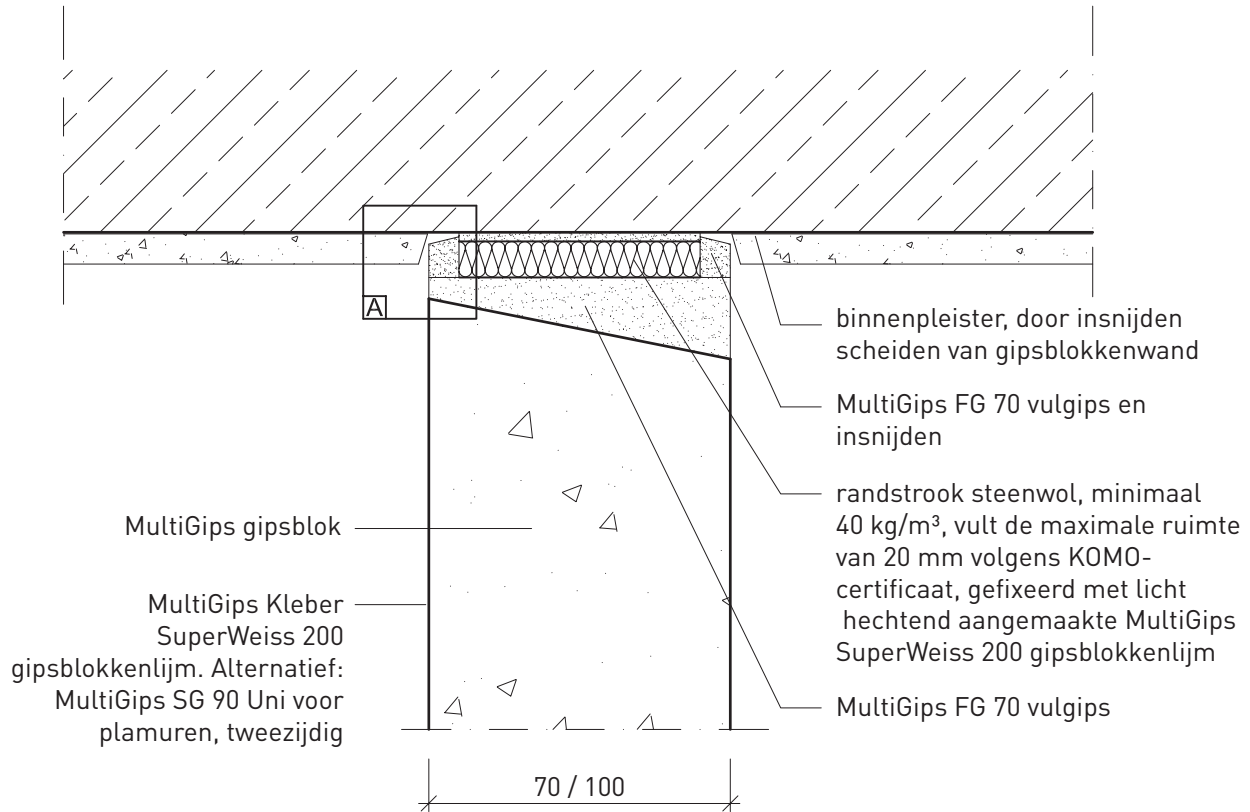 A
binnenpleister, door insnijden
scheiden van gipsblokkenwand
MultiGips FG 70 vulgips en
insnijden
randstrook steenwol, minimaal
40 kg/m³, vult de maximale ruimte
van 20 mm volgens KOMO-
certificaat, gefixeerd met licht
hechtend aangemaakte MultiGips
SuperWeiss 200 gipsblokkenlijm
MultiGips FG 70 vulgips
MultiGips gipsblok
MultiGips Kleber
SuperWeiss 200
gipsblokkenlijm. Alternatief:
MultiGips SG 90 Uni voor
plamuren, tweezijdig
70 / 100